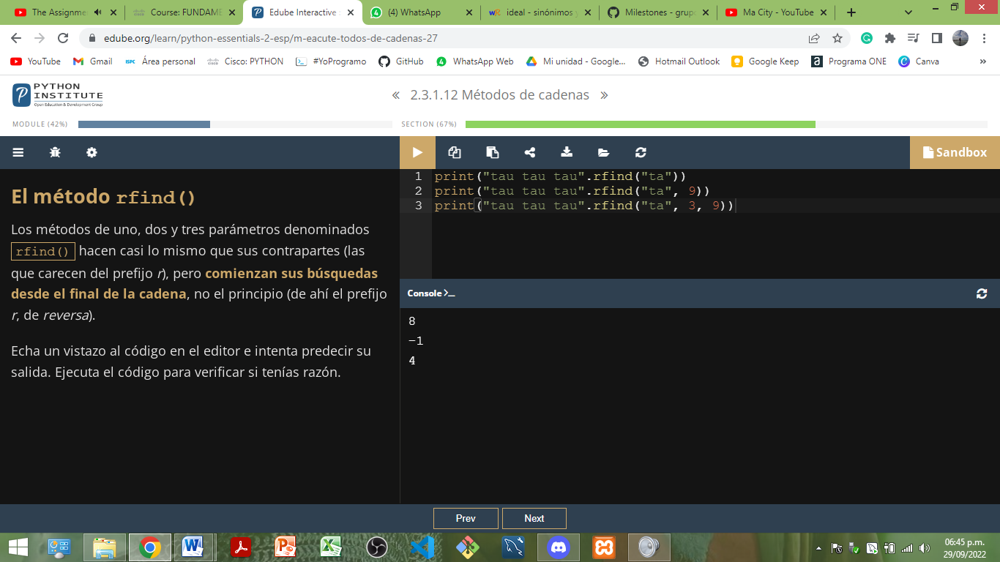 The Assignme
Course: FUNDAME
Edube Interactive
(4) WhatsApp
ideal - sinónimos y
Milestones - grupo
Ma City - YouTube
edube.org/learn/python-essentials-2-esp/m-eacute-todos-de-cadenas-27
YouTube
Gmail
Área personal
Cisco: PYTHON
#YoProgramo
GitHub
WhatsApp Web
Mi unidad - Google...
Hotmail Outlook
Google Keep
Programa ONE
Canva
»
PYTHON
INSTITUTE
Open Education & Development Group
« 2.3.1.12 Métodos de cadenas »
MODULE (42%)
SECTION (67%)
Sandbox
El método rfind()
Los métodos de uno, dos y tres parámetros denominados
rfind() hacen casi lo mismo que sus contrapartes (las
que carecen del prefijo r), pero comienzan sus búsquedas
desde el final de la cadena, no el principio (de ahí el prefijo
r, de reversa).
Echa un vistazo al código en el editor e intenta predecir su
salida. Ejecuta el código para verificar si tenías razón.
1 print("tau tau tau".rfind("ta"))
2 print("tau tau tau".rfind("ta", 9))
3 print("tau tau tau".rfind("ta", 3, 9))
Console >_
8
-1
4
Prev
Next
06:45 p.m.
29/09/2022